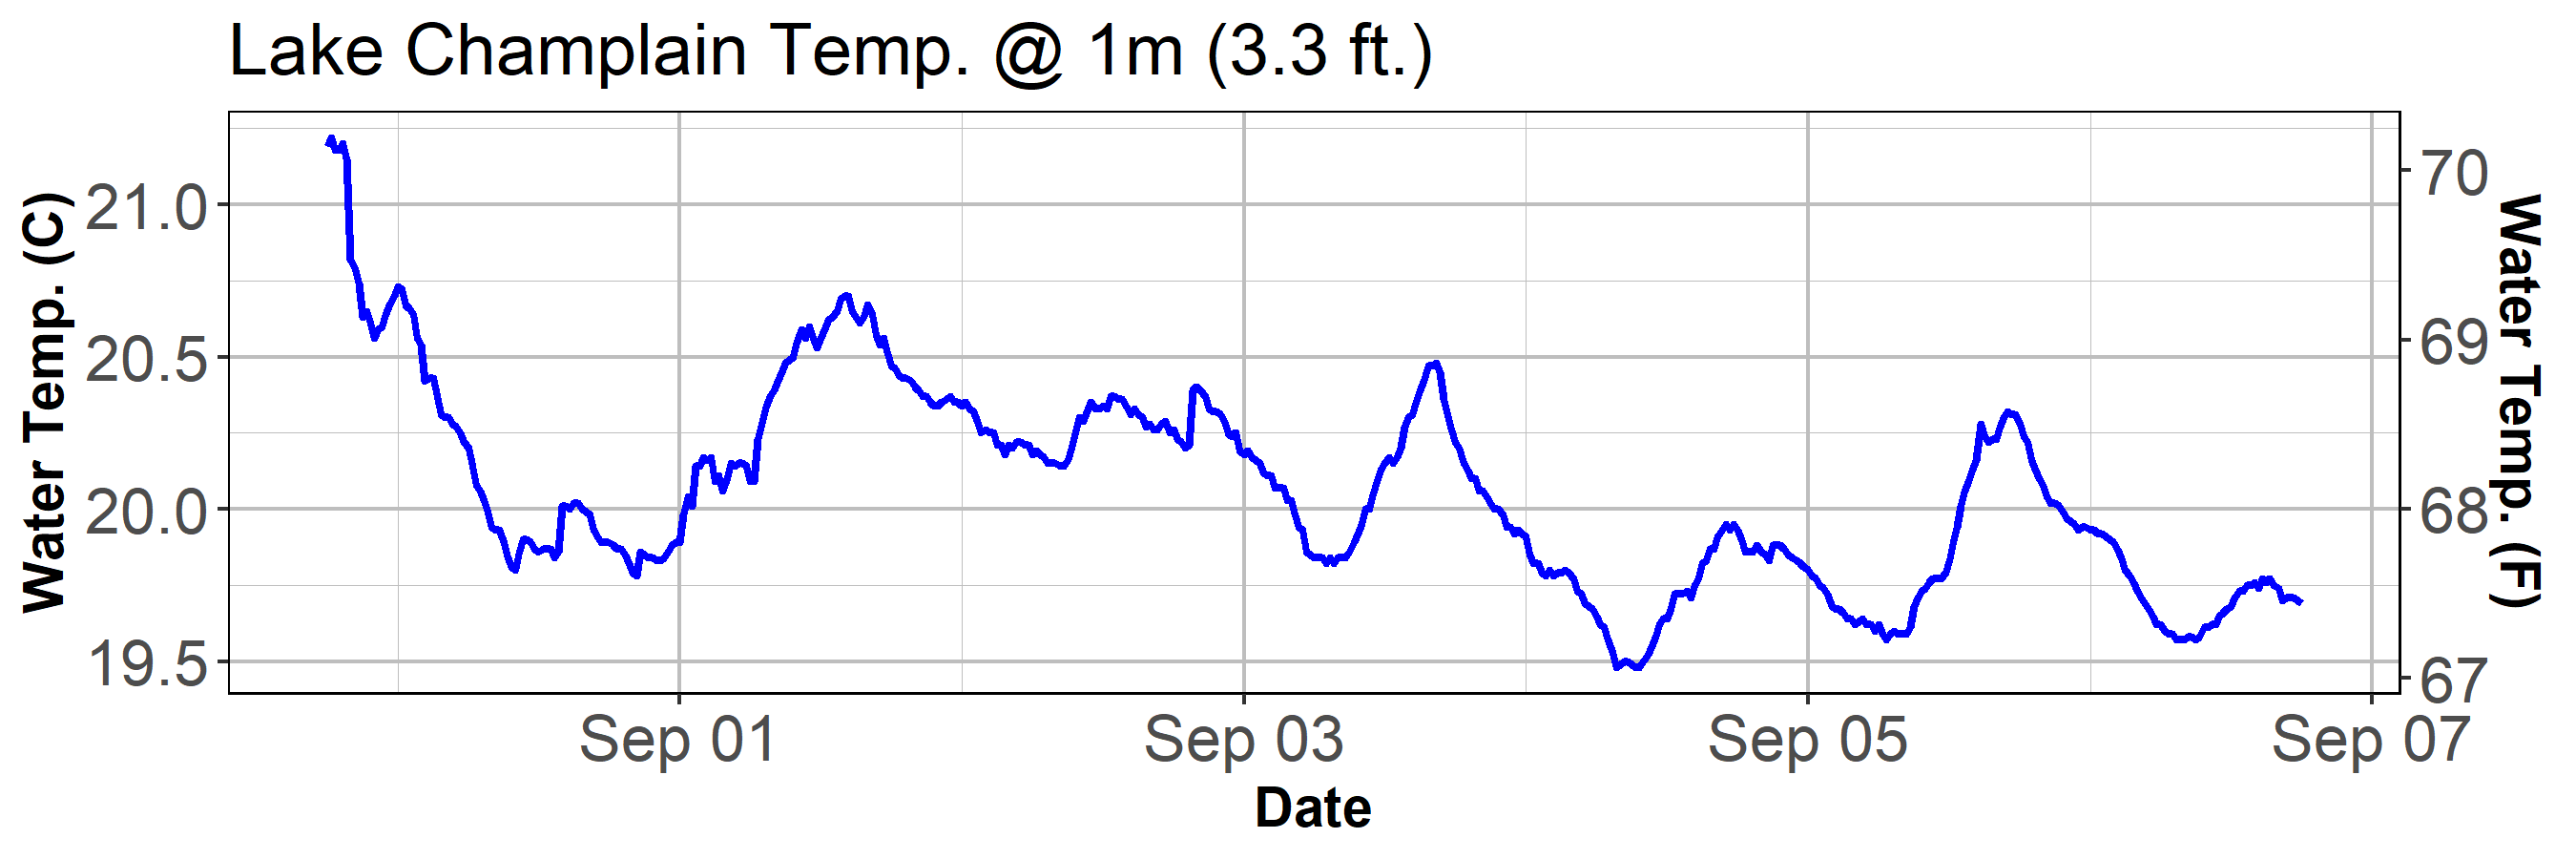 Lake Champlain Temp. @ 1m (3.3 ft.)
Water Temp. (C)
21.0
20.5
20.0
19.5
70
69
68
67
Water Temp. (F)
Sep 01
Sep 03
Sep 05
Sep 07
Date